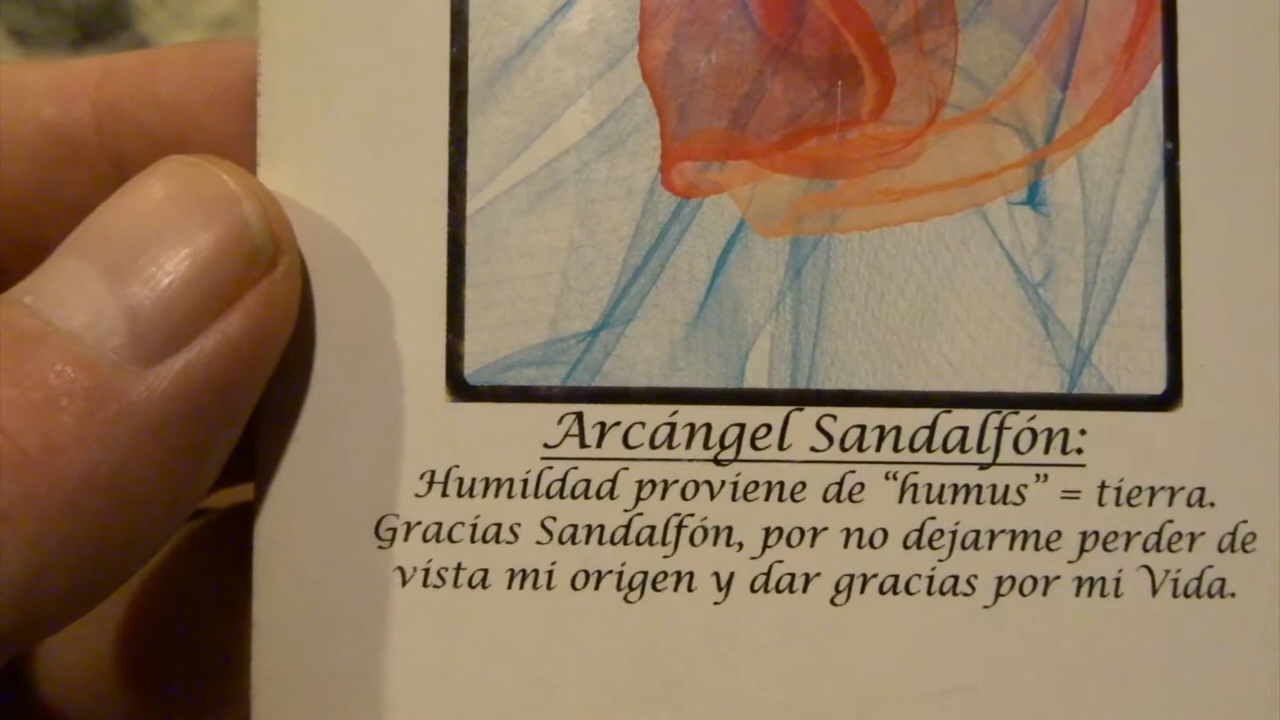 Arcángel Sandalfón:
Humildad proviene de “humus” = tierra.
Gracias Sandalfón, por no dejarme perder de
vista mi origen y dar gracias por mi Vida.